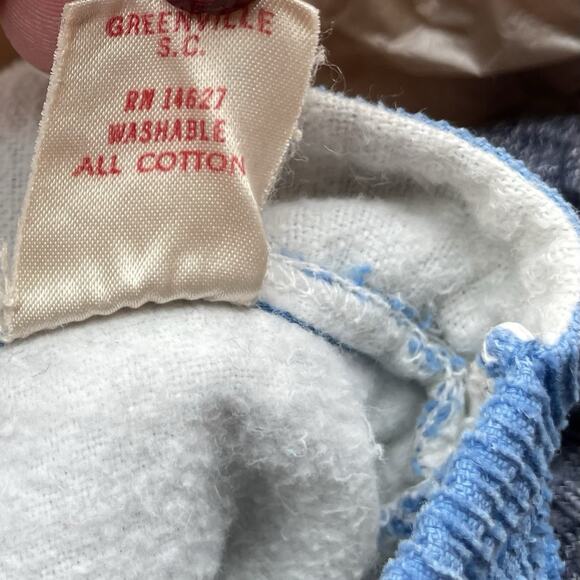 GREENVILLE
S.C.
RN 14627
WASHABLE
ALL COTTON